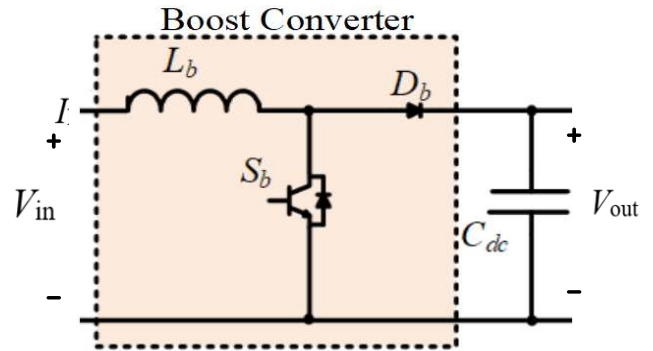 Boost Converter
L_b
D_b
I
+
+
S_b
V_in
V_out
C_dc
-
-